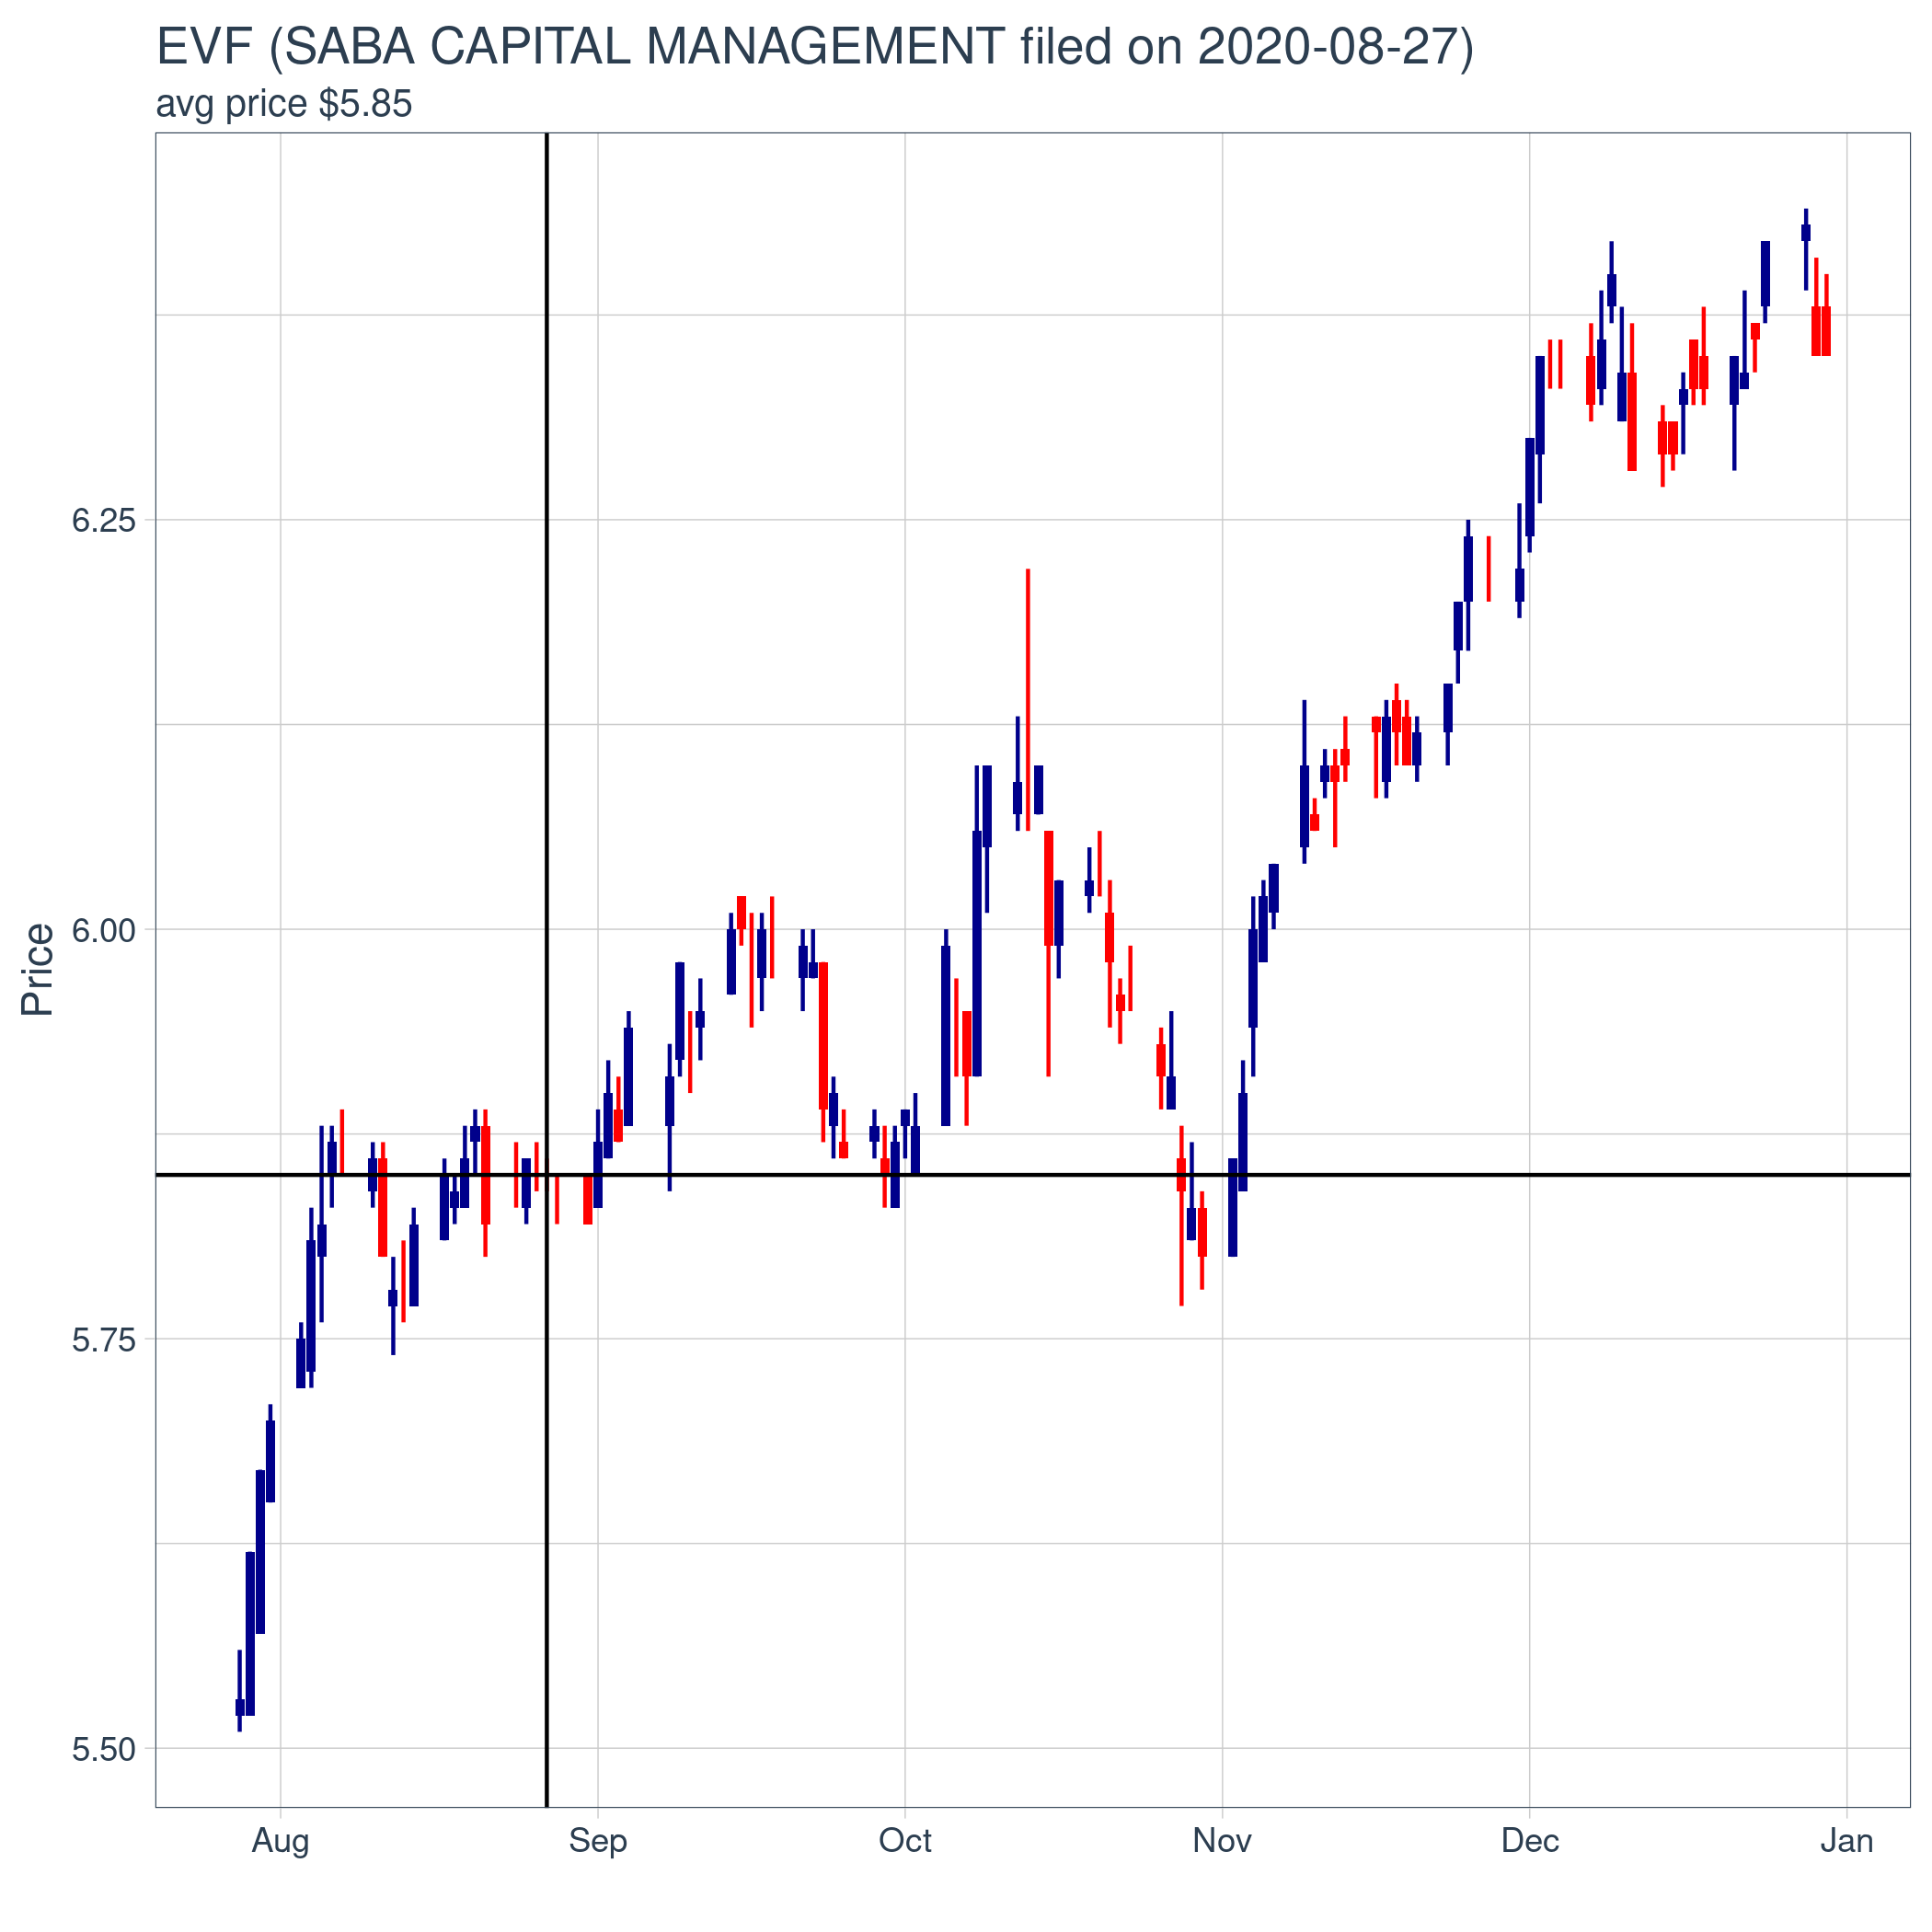 EVF (SABA CAPITAL MANAGEMENT filed on 2020-08-27)
avg price $5.85
Price
6.25
6.00
5.75
5.50
Aug Sep Oct Nov Dec Jan